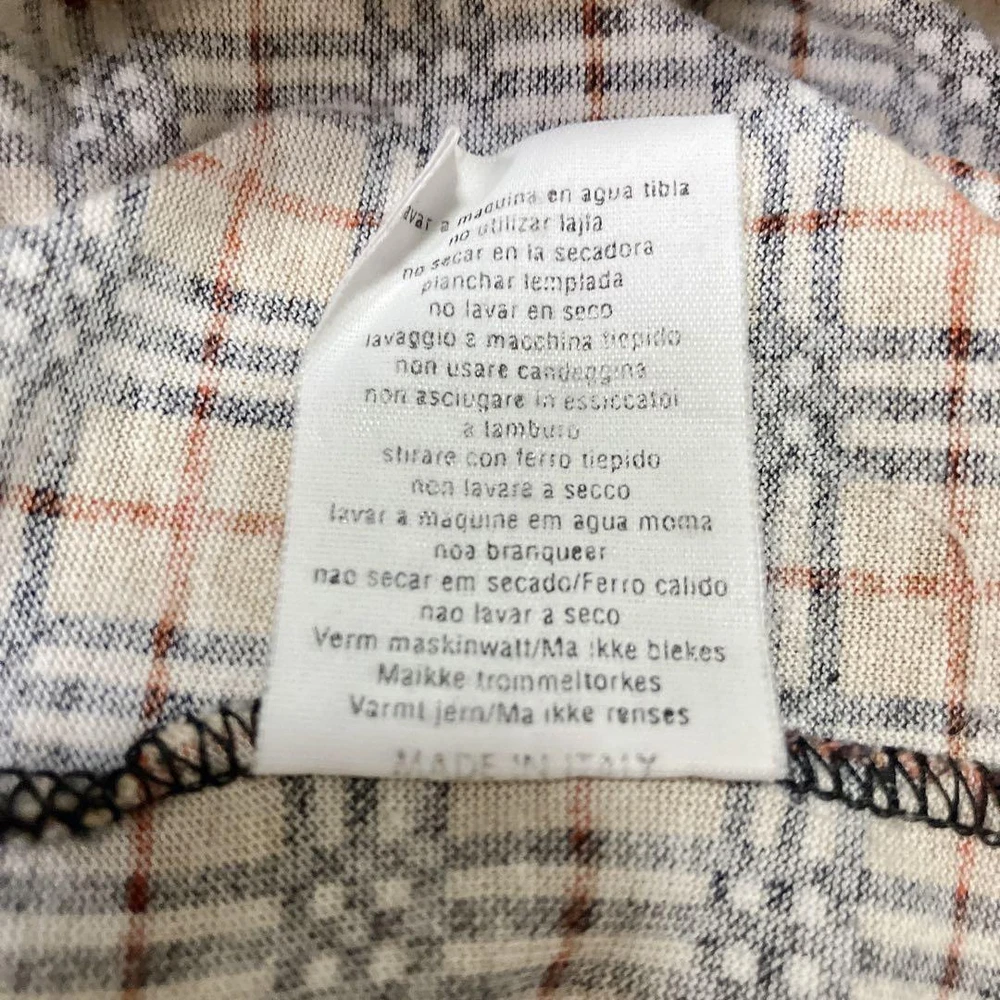 avar a maquina en agua tibla
no utilizar lajia
no secar en la secadora
planchar templada
no lavar en seco
lavaggio a macchina tiepido
non usare candeggina
non asciugare in essiccatoi
a tamburo
stirare con ferro tiepido
non lavare a secco
lavar a maquine em agua moma
noa branqueer
nao secar em secado/Ferro calido
nao lavar a seco
Verm maskinwatt/Ma ikke blekes
Maikke trommeltorkes
Varmt jern/Ma ikke renses
MADE IN ITALY